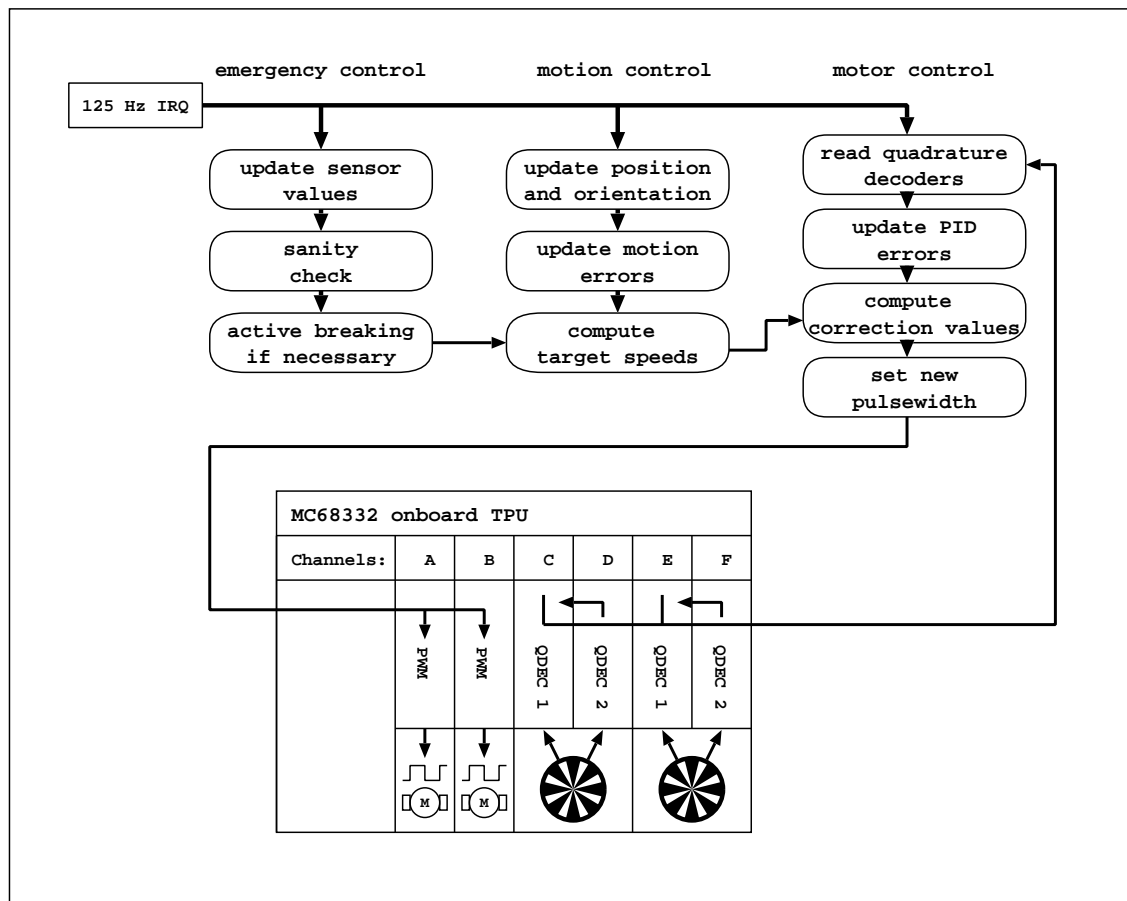 emergency control
motion control
motor control
125 Hz IRQ
update sensor
values
sanity
check
active breaking
if necessary
update position
and orientation
update motion
errors
compute
target speeds
read quadrature
decoders
update PID
errors
compute
correction values
set new
pulsewidth
MC68332 onboard TPU
Channels: A B C D E F
PWM
PWM
QDEC 1
QDEC 2
QDEC 1
QDEC 2
M
M